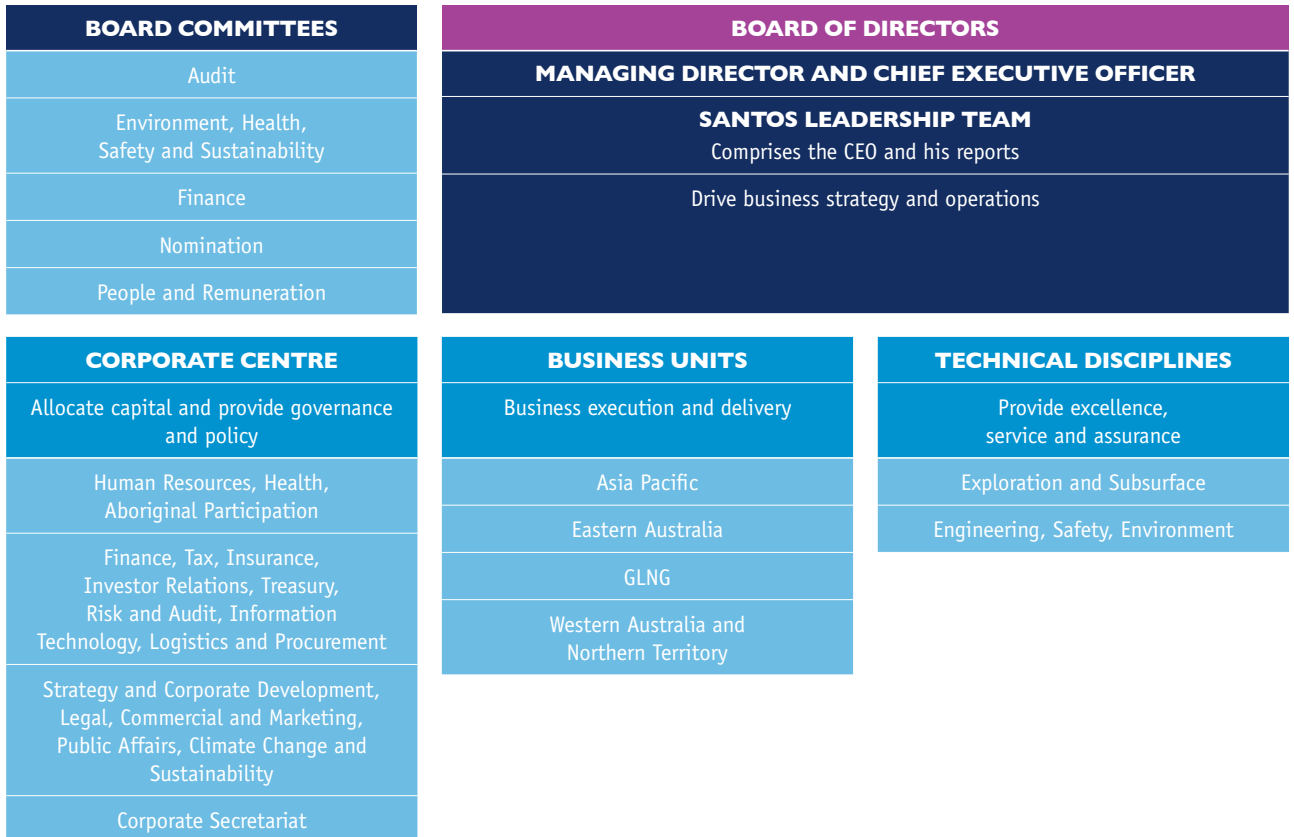 BOARD COMMITTEES
Audit
Environment, Health,
Safety and Sustainability
Finance
Nomination
People and Remuneration
BOARD OF DIRECTORS
MANAGING DIRECTOR AND CHIEF EXECUTIVE OFFICER
SANTOS LEADERSHIP TEAM
Comprises the CEO and his reports
Drive business strategy and operations
CORPORATE CENTRE
Allocate capital and provide governance
and policy
Human Resources, Health,
Aboriginal Participation
Finance, Tax, Insurance,
Investor Relations, Treasury,
Risk and Audit, Information
Technology, Logistics and Procurement
Strategy and Corporate Development,
Legal, Commercial and Marketing,
Public Affairs, Climate Change and
Sustainability
Corporate Secretariat
BUSINESS UNITS
Business execution and delivery
Asia Pacific
Eastern Australia
GLNG
Western Australia and
Northern Territory
TECHNICAL DISCIPLINES
Provide excellence,
service and assurance
Exploration and Subsurface
Engineering, Safety, Environment